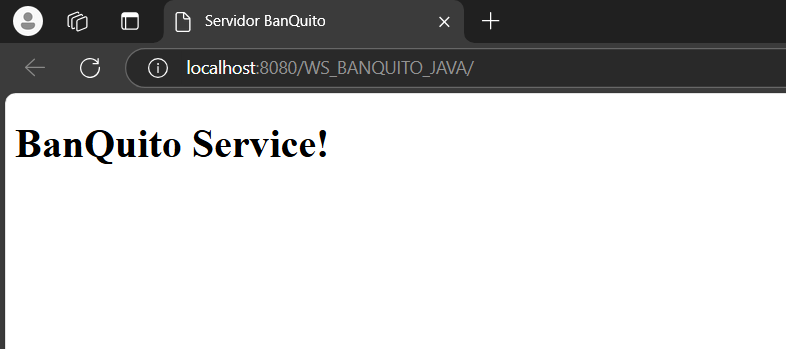 Servidor BanQuito
localhost:8080/WS_BANQUITO_JAVA/
BanQuito Service!